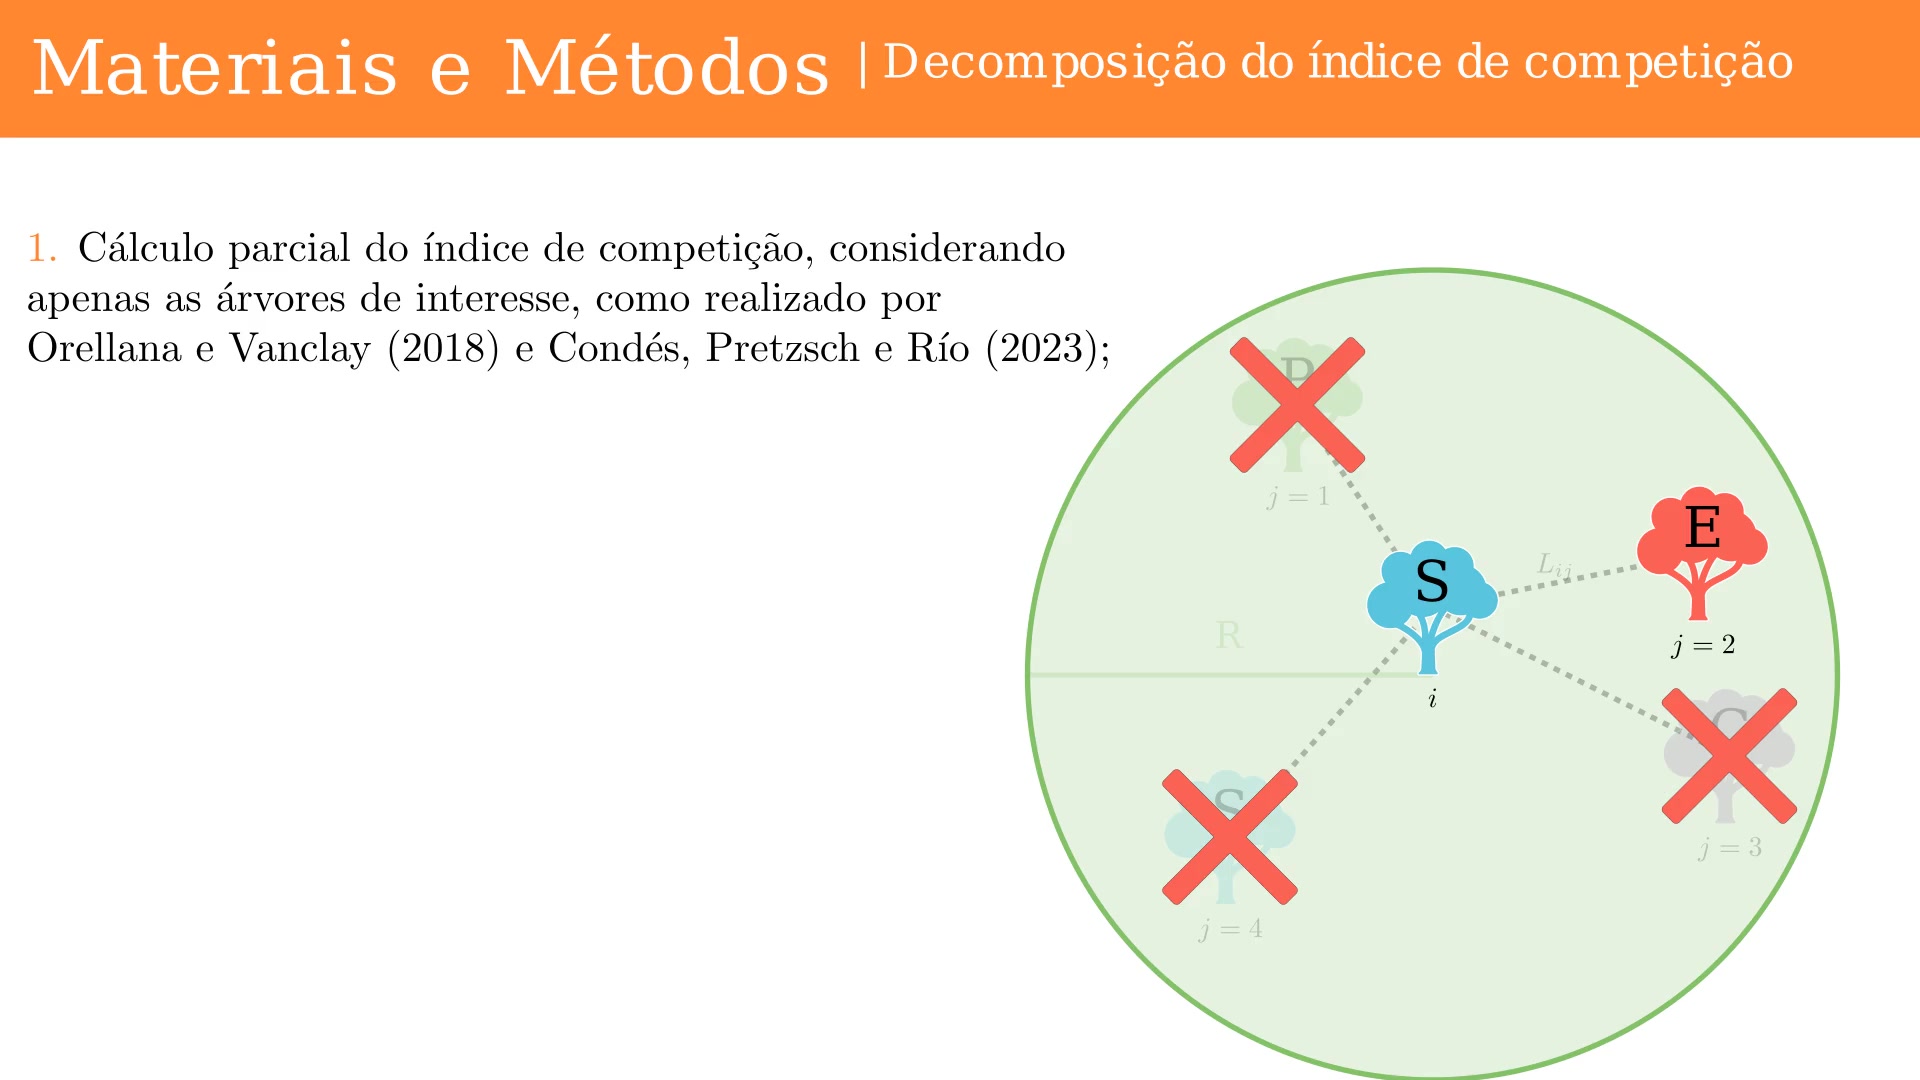 Materiais e Métodos | Decomposição do índice de competição
1. Cálculo parcial do índice de competição, considerando
apenas as árvores de interesse, como realizado por
Orellana e Vanclay (2018) e Condés, Pretzsch e Río (2023);
P
j = 1
E
L_{ij}
S
j = 2
R
i
C
j = 3
S
j = 4